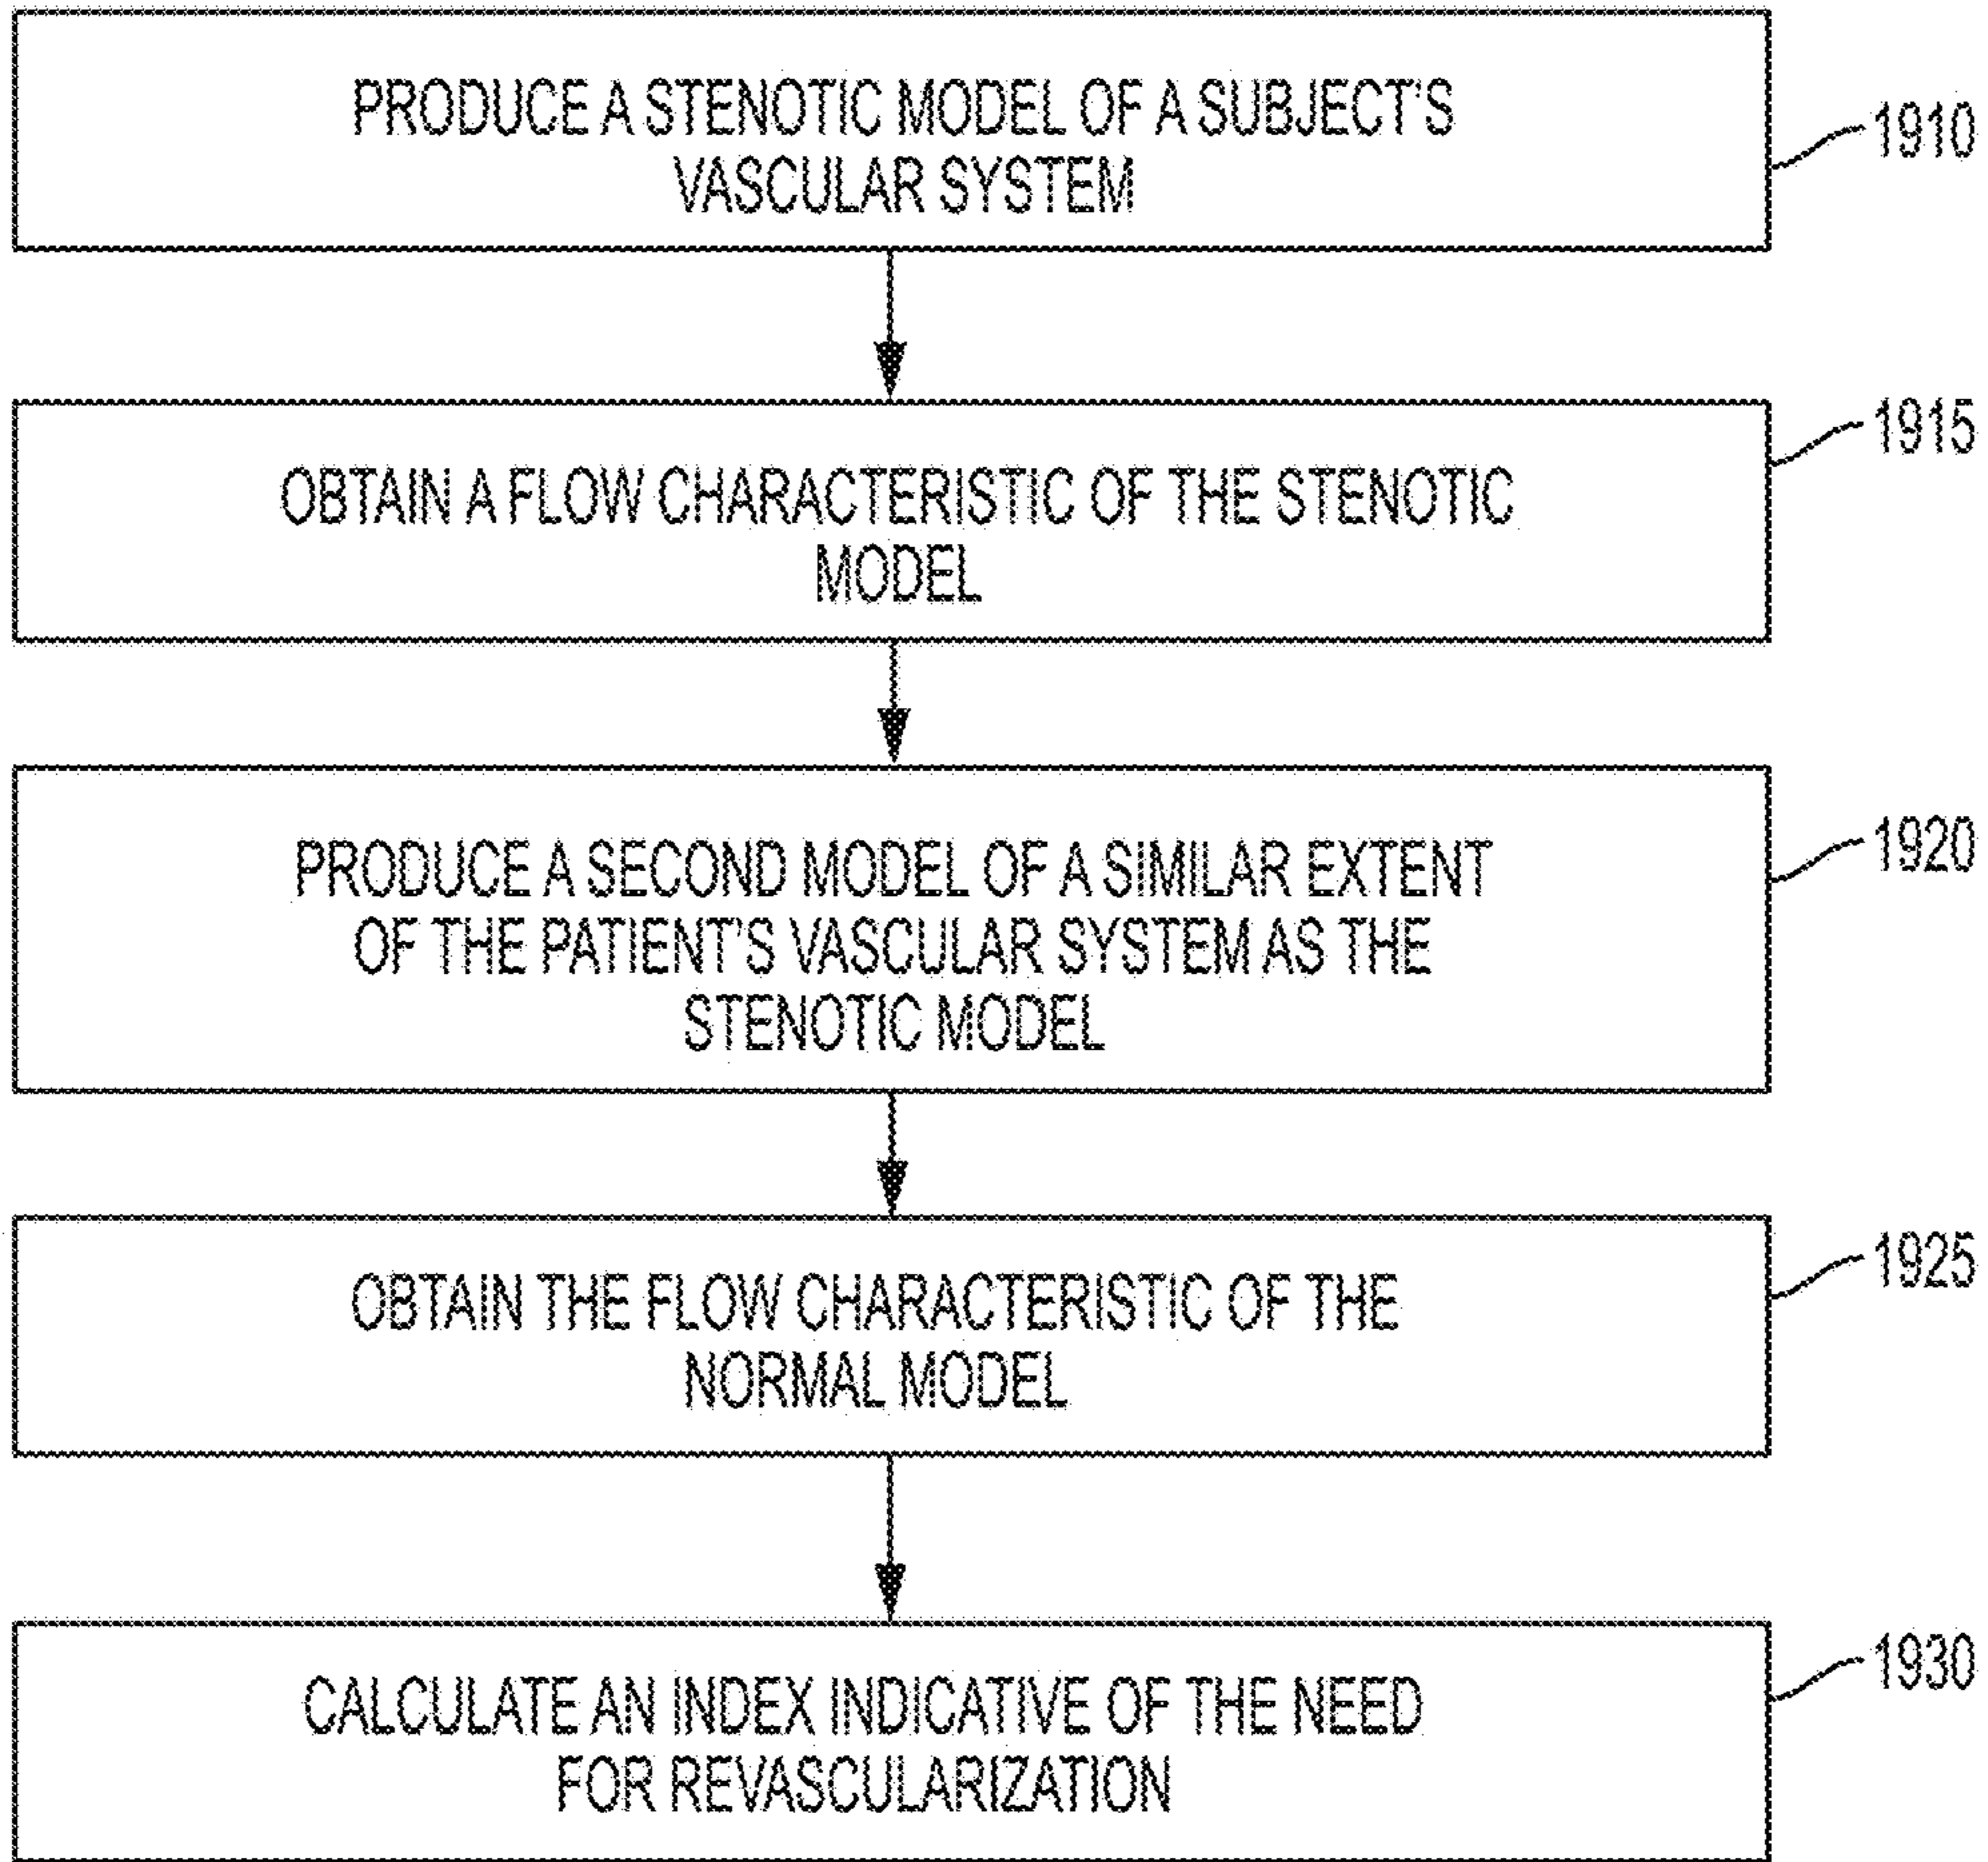 PRODUCE A STENOTIC MODEL OF A SUBJECT'S
VASCULAR SYSTEM
1910
OBTAIN A FLOW CHARACTERISTIC OF THE STENOTIC
MODEL
1915
PRODUCE A SECOND MODEL OF A SIMILAR EXTENT
OF THE PATIENT'S VASCULAR SYSTEM AS THE
STENOTIC MODEL
1920
OBTAIN THE FLOW CHARACTERISTIC OF THE
NORMAL MODEL
1925
CALCULATE AN INDEX INDICATIVE OF THE NEED
FOR REVASCULARIZATION
1930